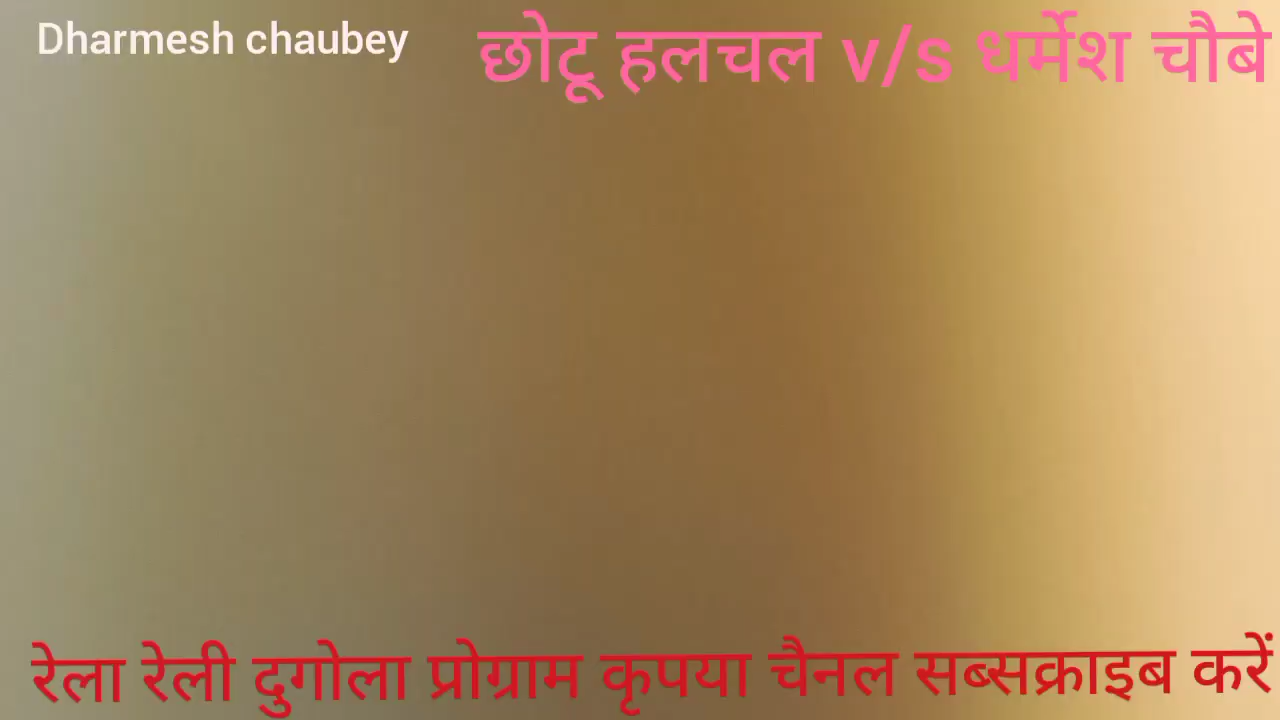 Dharmesh chaubey
छोटू हलचल v/s धर्मेश चौबे
रेला रेली दुगोला प्रोग्राम कृपया चैनल सब्सक्राइब करें